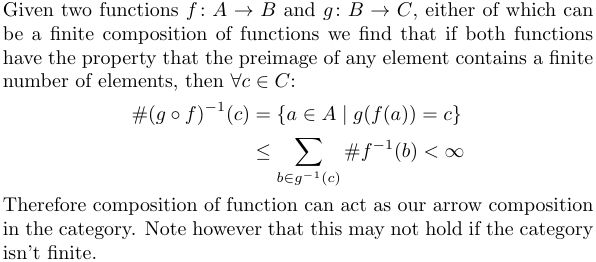 Given two functions f: A → B and g: B → C, either of which can
be a finite composition of functions we find that if both functions
have the property that the preimage of any element contains a finite
number of elements, then ∀c ∈ C:
#(g ∘ f)⁻¹(c) = {a ∈ A | g(f(a)) = c}
≤ ∑_{b∈g⁻¹(c)} #f⁻¹(b) < ∞
Therefore composition of function can act as our arrow composition
in the category. Note however that this may not hold if the category
isn't finite.